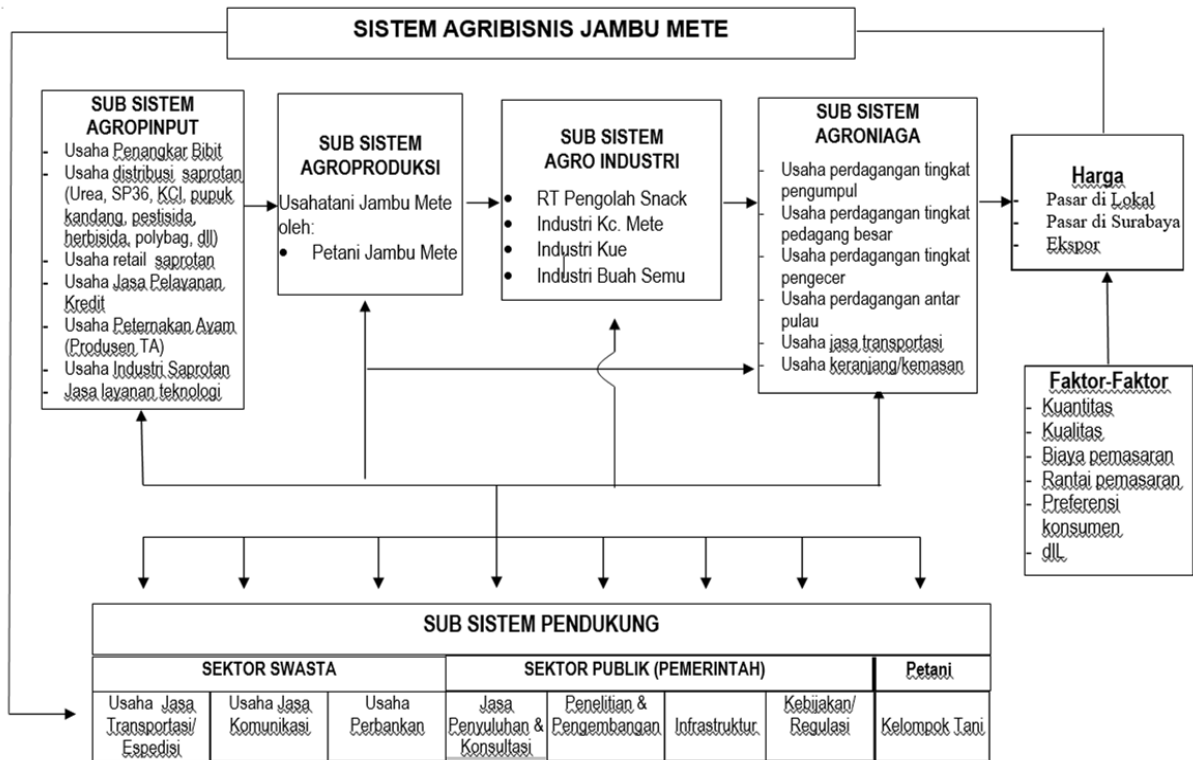 SISTEM AGRIBISNIS JAMBU METE
SUB SISTEM
AGROPINPUT
- Usaha Penangkar Bibit
- Usaha distribusi saprotan
(Urea, SP36, KCl, pupuk
kandang, pestisida,
herbisida, polybag, dll)
- Usaha retail saprotan
- Usaha Jasa Pelayanan
Kredit
- Usaha Peternakan Ayam
(Produsen TA)
- Usaha Industri Saprotan
- Jasa layanan teknologi
SUB SISTEM
AGROPRODUKSI
Usahatani Jambu Mete
oleh:
• Petani Jambu Mete
SUB SISTEM
AGRO INDUSTRI
• RT Pengolah Snack
• Industri Kc. Mete
• Industri Kue
• Industri Buah Semu
SUB SISTEM
AGRONIAGA
- Usaha perdagangan tingkat
pengumpul
- Usaha perdagangan tingkat
pedagang besar
- Usaha perdagangan tingkat
pengecer
- Usaha perdagangan antar
pulau
- Usaha jasa transportasi
- Usaha keranjang/kemasan
Harga
- Pasar di Lokal
- Pasar di Surabaya
- Ekspor
Faktor-Faktor
- Kuantitas
- Kualitas
- Biaya pemasaran
- Rantai pemasaran
- Preferensi
konsumen
- dlL
SUB SISTEM PENDUKUNG
SEKTOR SWASTA
SEKTOR PUBLIK (PEMERINTAH)
Petani
Usaha Jasa
Transportasi/
Espedisi
Usaha Jasa
Komunikasi
Usaha
Perbankan
Jasa
Penyuluhan &
Konsultasi
Penelitian &
Pengembangan
Infrastruktur
Kebijakan/
Regulasi
Kelompok Tani